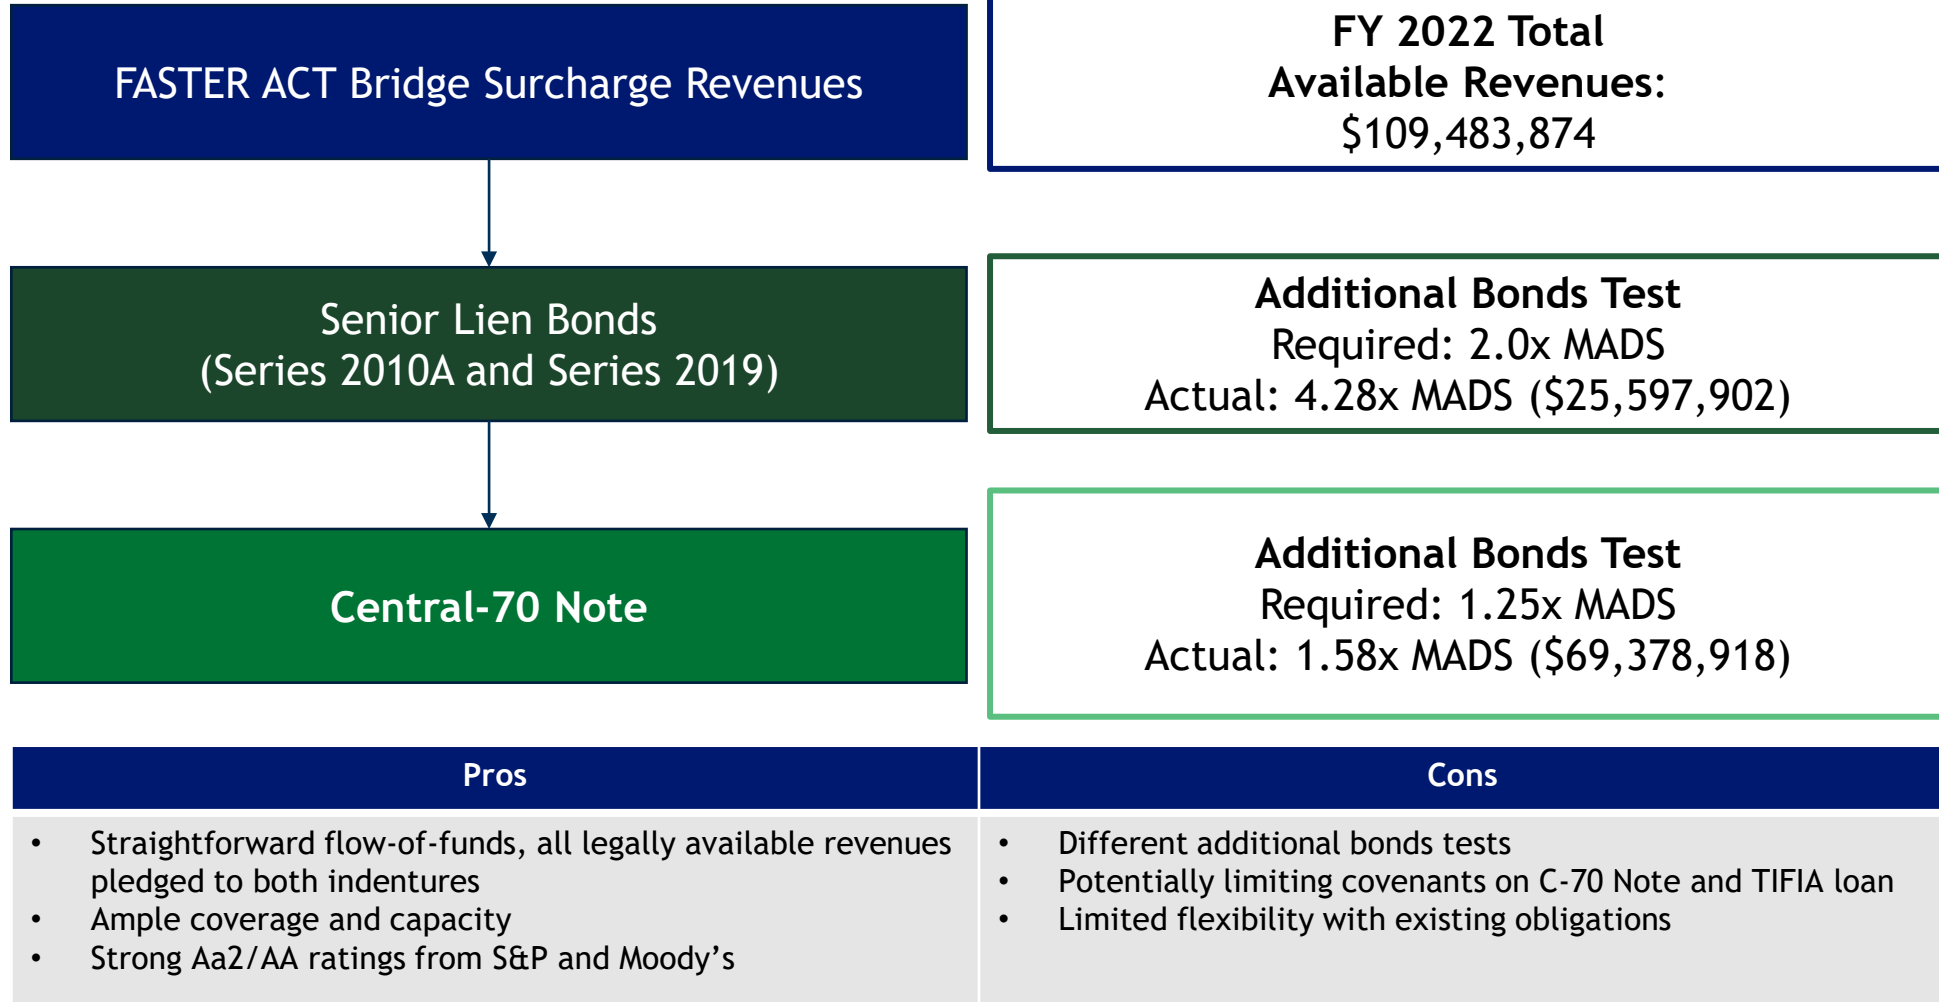 FASTER ACT Bridge Surcharge Revenues
FY 2022 Total
Available Revenues:
$109,483,874
Senior Lien Bonds
(Series 2010A and Series 2019)
Additional Bonds Test
Required: 2.0x MADS
Actual: 4.28x MADS ($25,597,902)
Central-70 Note
Additional Bonds Test
Required: 1.25x MADS
Actual: 1.58x MADS ($69,378,918)
Pros
• Straightforward flow-of-funds, all legally available revenues
pledged to both indentures
• Ample coverage and capacity
• Strong Aa2/AA ratings from S&P and Moody’s
Cons
• Different additional bonds tests
• Potentially limiting covenants on C-70 Note and TIFIA loan
• Limited flexibility with existing obligations